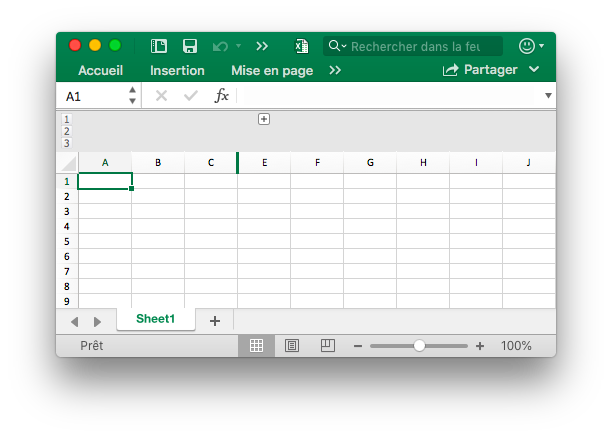 Rechercher dans la feu
Accueil Insertion Mise en page Partager
A1 fx
1
2
3
A B C E F G H I J
1
2
3
4
5
6
7
8
9
Sheet1 +
Prêt 100%